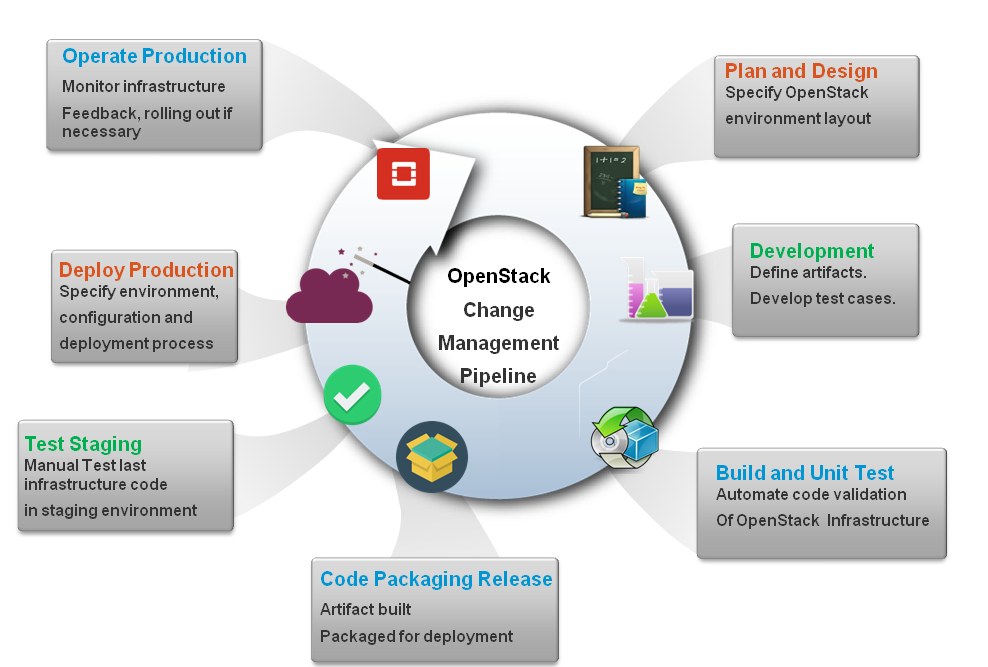 Operate Production
Monitor infrastructure
Feedback, rolling out if
necessary
Plan and Design
Specify OpenStack
environment layout
1+1=2
Development
Define artifacts.
Develop test cases.
Deploy Production
Specify environment,
configuration and
deployment process
OpenStack
Change
Management
Pipeline
Test Staging
Manual Test last
infrastructure code
in staging environment
Build and Unit Test
Automate code validation
Of OpenStack Infrastructure
Code Packaging Release
Artifact built
Packaged for deployment